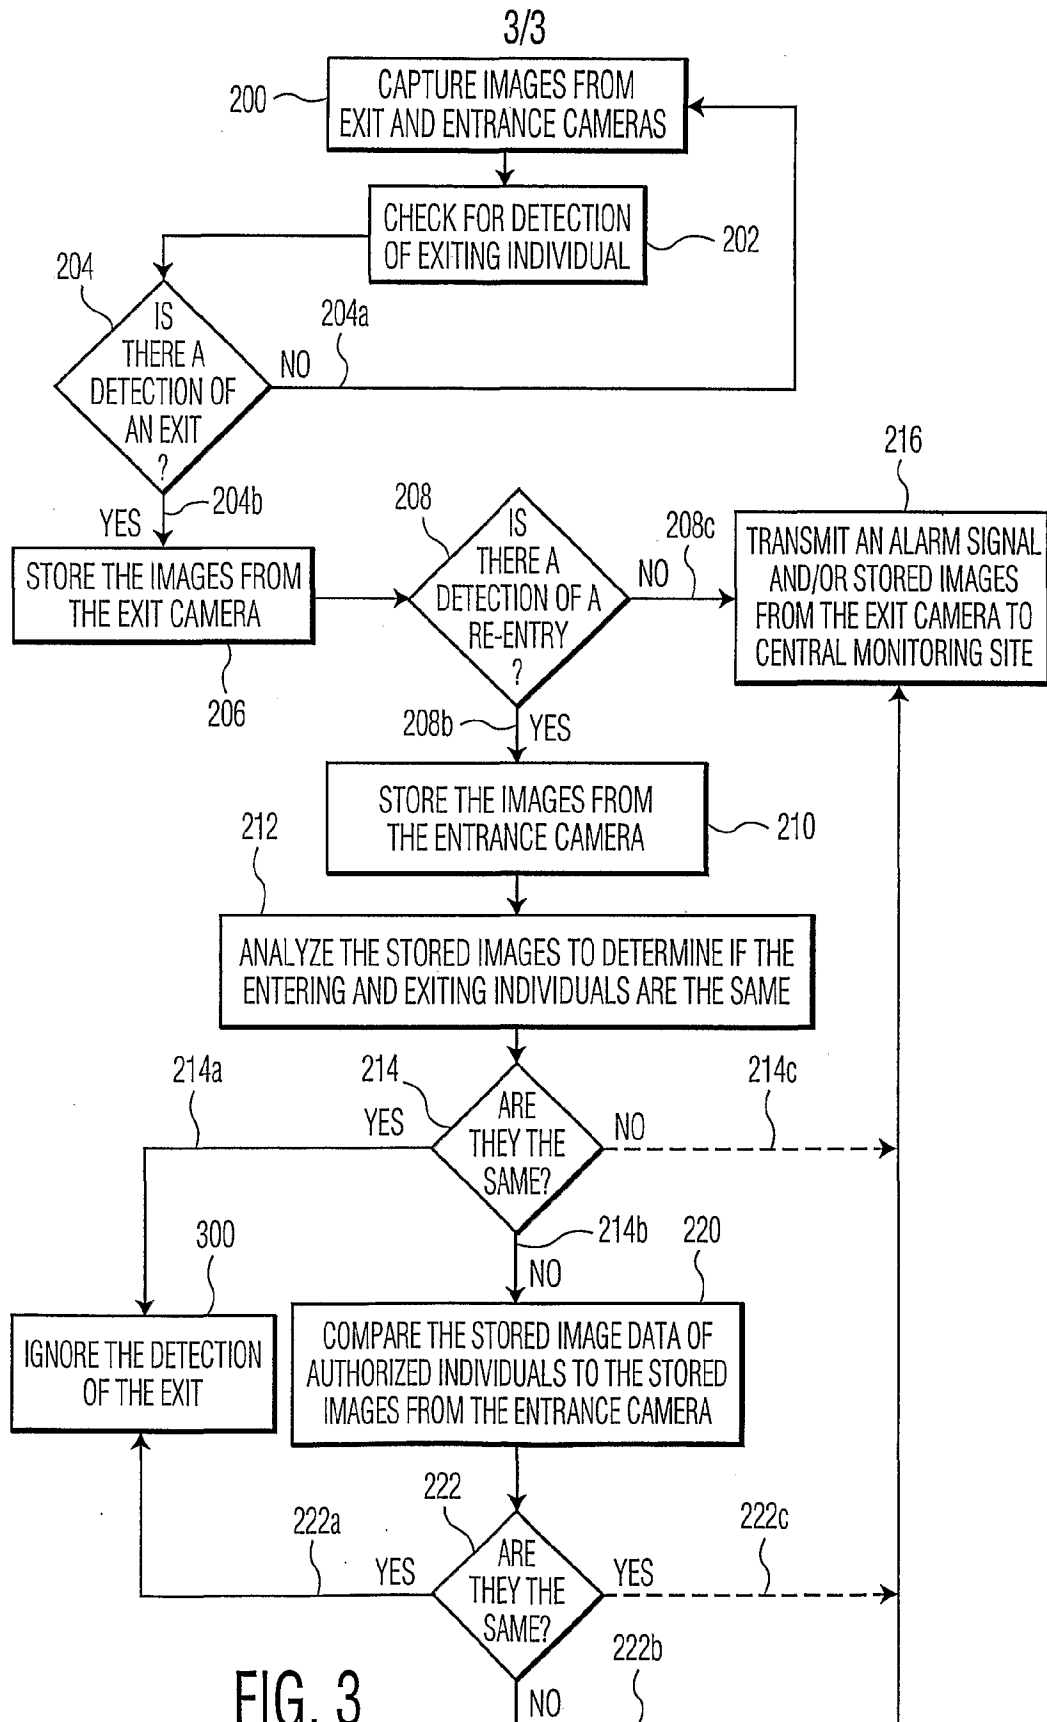 3/3
CAPTURE IMAGES FROM
EXIT AND ENTRANCE CAMERAS
200
CHECK FOR DETECTION
OF EXITING INDIVIDUAL
202
204
IS
THERE A
DETECTION OF
AN EXIT
?
NO
204a
YES
204b
STORE THE IMAGES FROM
THE EXIT CAMERA
206
208
IS
THERE A
DETECTION OF A
RE-ENTRY
?
NO
208c
216
TRANSMIT AN ALARM SIGNAL
AND/OR STORED IMAGES
FROM THE EXIT CAMERA TO
CENTRAL MONITORING SITE
208b
YES
STORE THE IMAGES FROM
THE ENTRANCE CAMERA
210
212
ANALYZE THE STORED IMAGES TO DETERMINE IF THE
ENTERING AND EXITING INDIVIDUALS ARE THE SAME
214a
214
YES
ARE
THEY THE
SAME?
NO
214c
214b
NO
300
IGNORE THE DETECTION
OF THE EXIT
220
COMPARE THE STORED IMAGE DATA OF
AUTHORIZED INDIVIDUALS TO THE STORED
IMAGES FROM THE ENTRANCE CAMERA
222a
222
YES
ARE
THEY THE
SAME?
YES
222c
222b
NO
FIG. 3